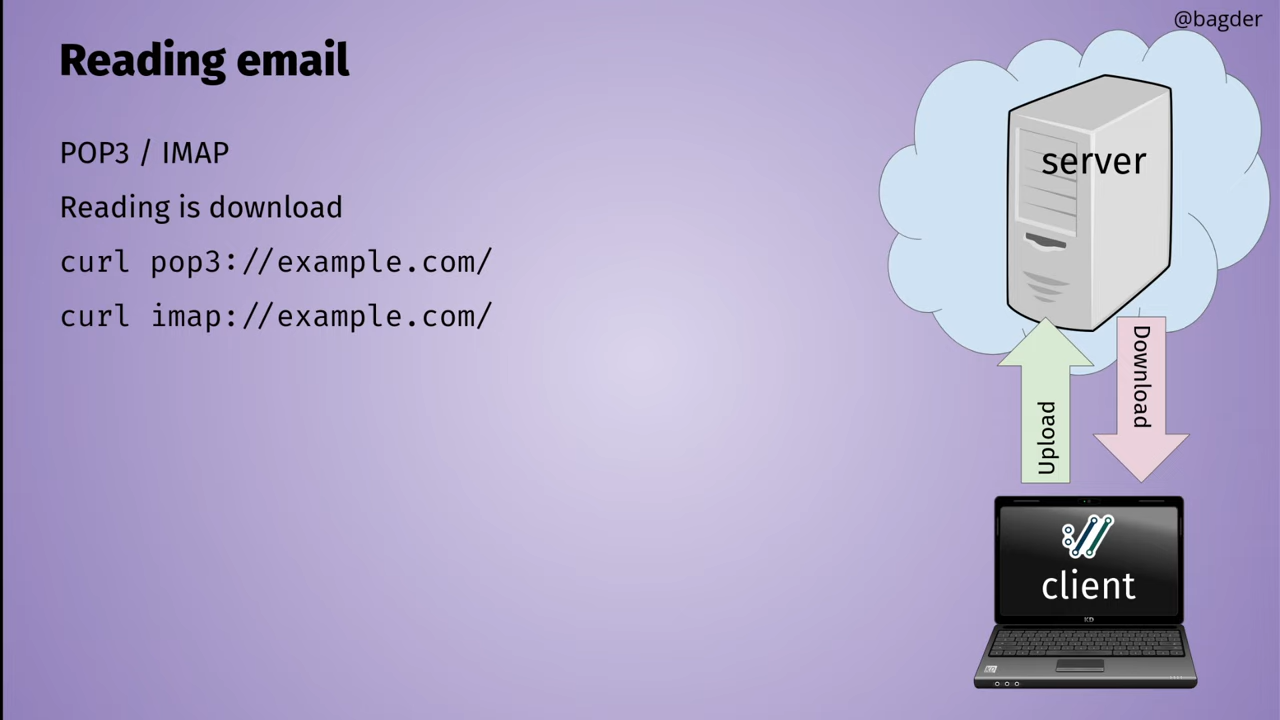 @bagder
Reading email
POP3 / IMAP
Reading is download
curl pop3://example.com/
curl imap://example.com/
server
Upload
Download
client
KD